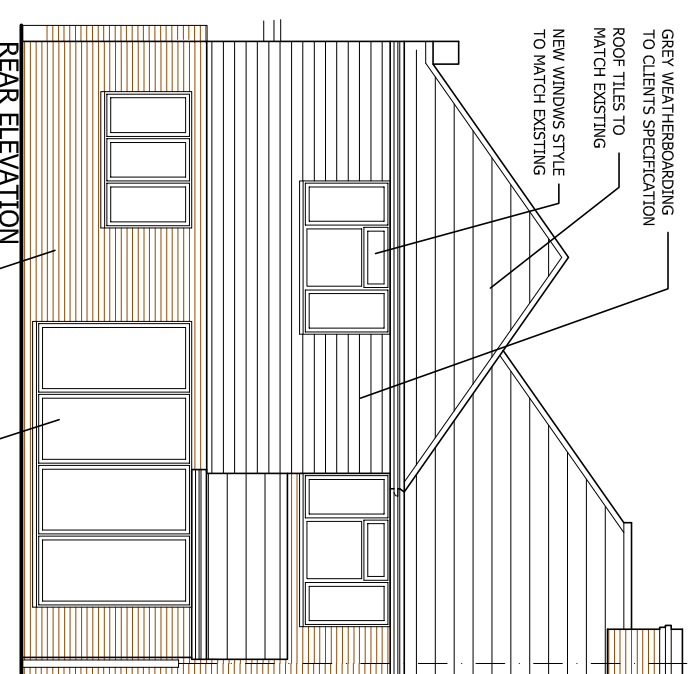 GREY WEATHERBOARDING
TO CLIENTS SPECIFICATION
ROOF TILES TO
MATCH EXISTING
NEW WINDWS STYLE
TO MATCH EXISTING
REAR ELEVATION